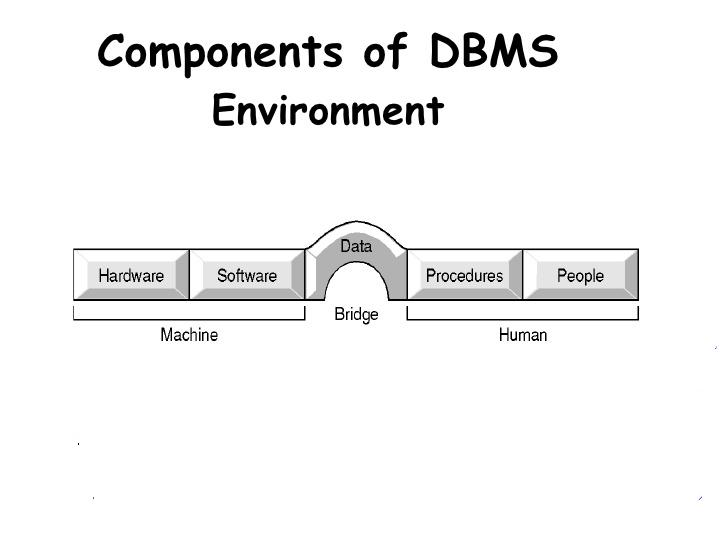 Components of DBMS
Environment
Data
Hardware
Software
Procedures
People
Bridge
Machine
Human